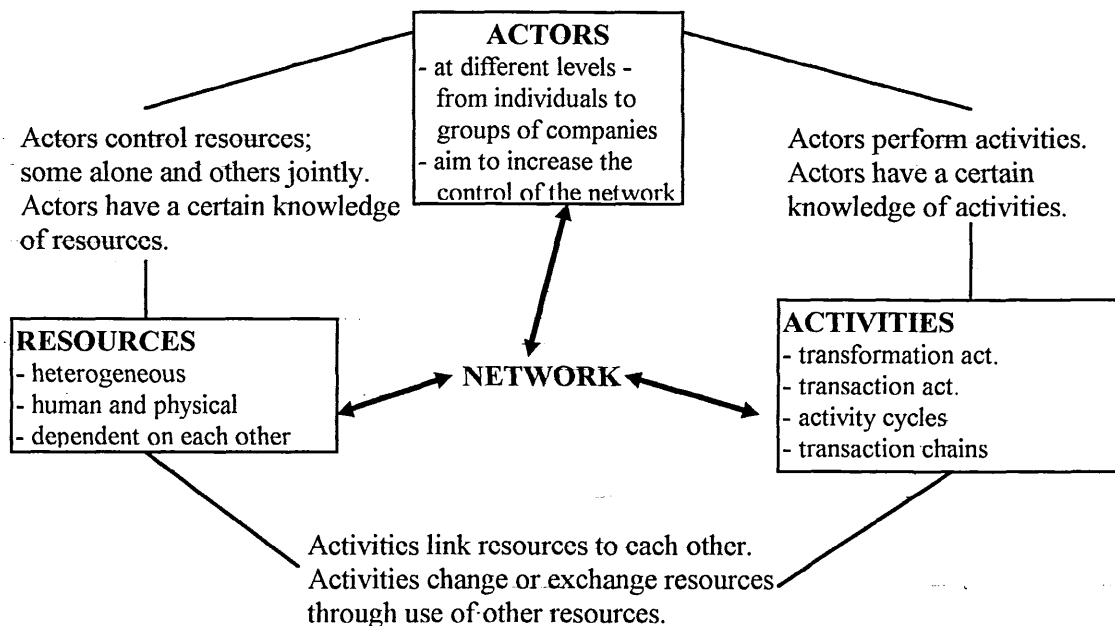 ACTORS
- at different levels -
from individuals to
groups of companies
- aim to increase the
control of the network
Actors control resources;
some alone and others jointly.
Actors have a certain knowledge
of resources.
Actors perform activities.
Actors have a certain
knowledge of activities.
RESOURCES
- heterogeneous
- human and physical
- dependent on each other
NETWORK
ACTIVITIES
- transformation act.
- transaction act.
- activity cycles
- transaction chains
Activities link resources to each other.
Activities change or exchange resources
through use of other resources.